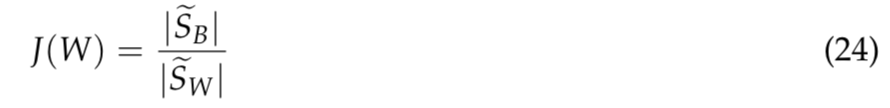 J(W) = |S̃_B| / |S̃_W| (24)